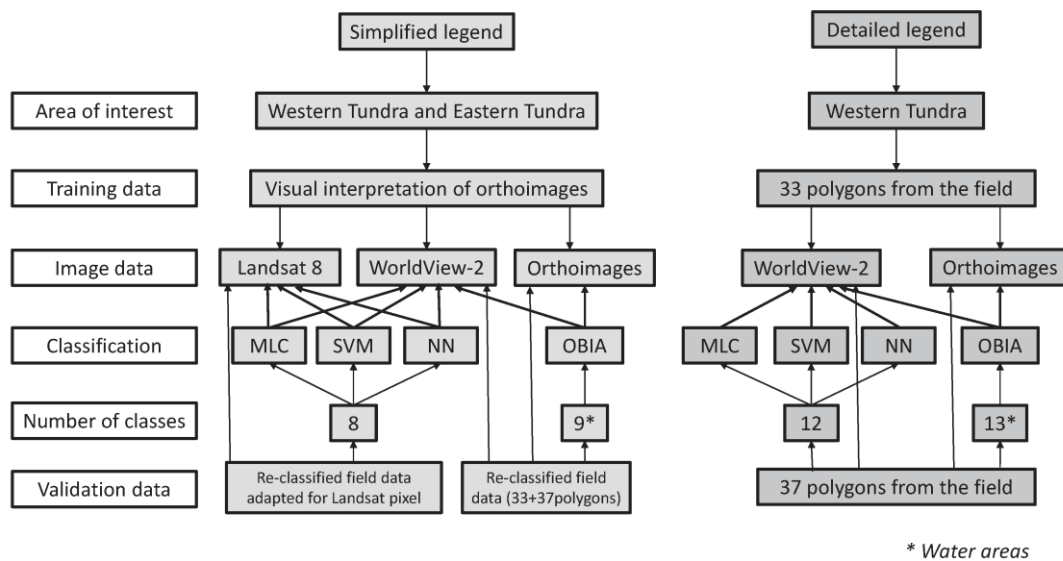 Simplified legend
Detailed legend
Area of interest
Western Tundra and Eastern Tundra
Western Tundra
Training data
Visual interpretation of orthoimages
33 polygons from the field
Image data
Landsat 8
WorldView-2
Orthoimages
WorldView-2
Orthoimages
Classification
MLC
SVM
NN
OBIA
MLC
SVM
NN
OBIA
Number of classes
8
9*
12
13*
Validation data
Re-classified field data
adapted for Landsat pixel
Re-classified field
data (33+37polygons)
37 polygons from the field
* Water areas